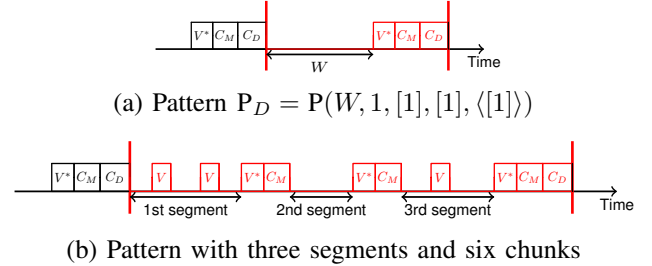 V* C_M C_D V* C_M C_D
W
Time
(a) Pattern P_D = P(W, 1, [1], [1], ⟨[1]⟩)
V* C_M C_D V V V* C_M V* C_M V V* C_M C_D
1st segment 2nd segment 3rd segment Time
(b) Pattern with three segments and six chunks